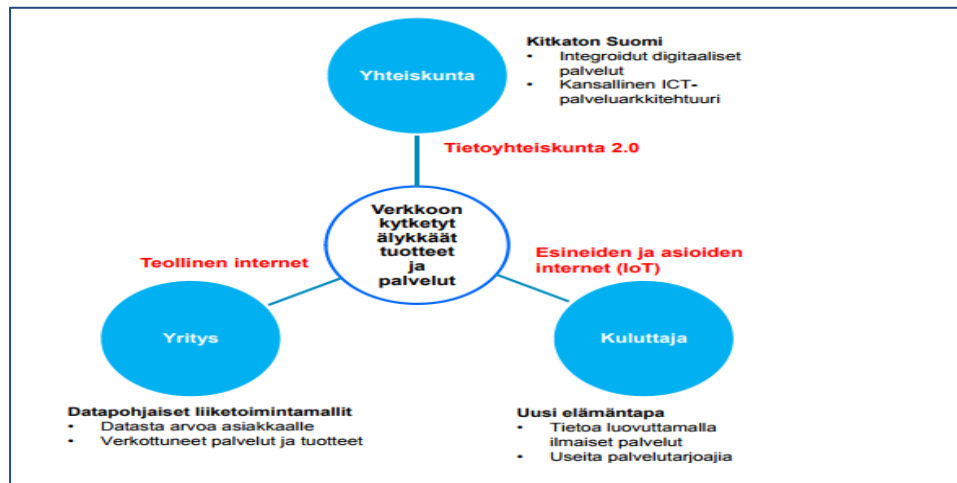 Yhteiskunta
Kitkaton Suomi
• Integroidut digitaaliset
palvelut
• Kansallinen ICT-
palveluarkkitehtuuri
Tietoyhteiskunta 2.0
Verkkoon
kytketyt
älykkäät
tuotteet
ja
palvelut
Teollinen internet
Esineiden ja asioiden
internet (IoT)
Yritys
Kuluttaja
Datapohjaiset liiketoimintamallit
• Datasta arvoa asiakkaalle
• Verkottuneet palvelut ja tuotteet
Uusi elämäntapa
• Tietoa luovuttamalla
ilmaiset palvelut
• Useita palvelutarjoajia